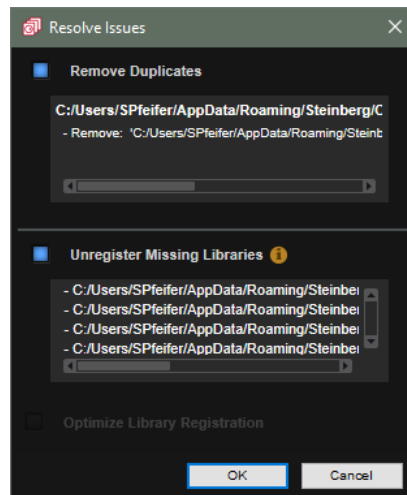 Resolve Issues
Remove Duplicates
C:/Users/SPfeifer/AppData/Roaming/Steinberg/C
- Remove: 'C:/Users/SPfeifer/AppData/Roaming/Steinb
Unregister Missing Libraries
- C:/Users/SPfeifer/AppData/Roaming/Steinber
- C:/Users/SPfeifer/AppData/Roaming/Steinber
- C:/Users/SPfeifer/AppData/Roaming/Steinber
- C:/Users/SPfeifer/AppData/Roaming/Steinber
Optimize Library Registration
OK Cancel